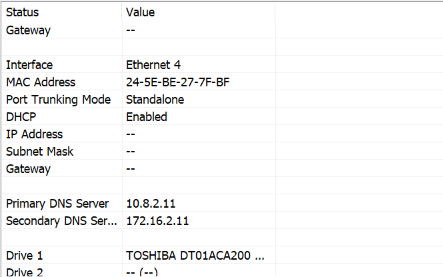 Status Value
Gateway --
Interface Ethernet 4
MAC Address 24-5E-BE-27-7F-BF
Port Trunking Mode Standalone
DHCP Enabled
IP Address --
Subnet Mask --
Gateway --
Primary DNS Server 10.8.2.11
Secondary DNS Ser... 172.16.2.11
Drive 1 TOSHIBA DT01ACA200 ...
Drive 2 -- (--)